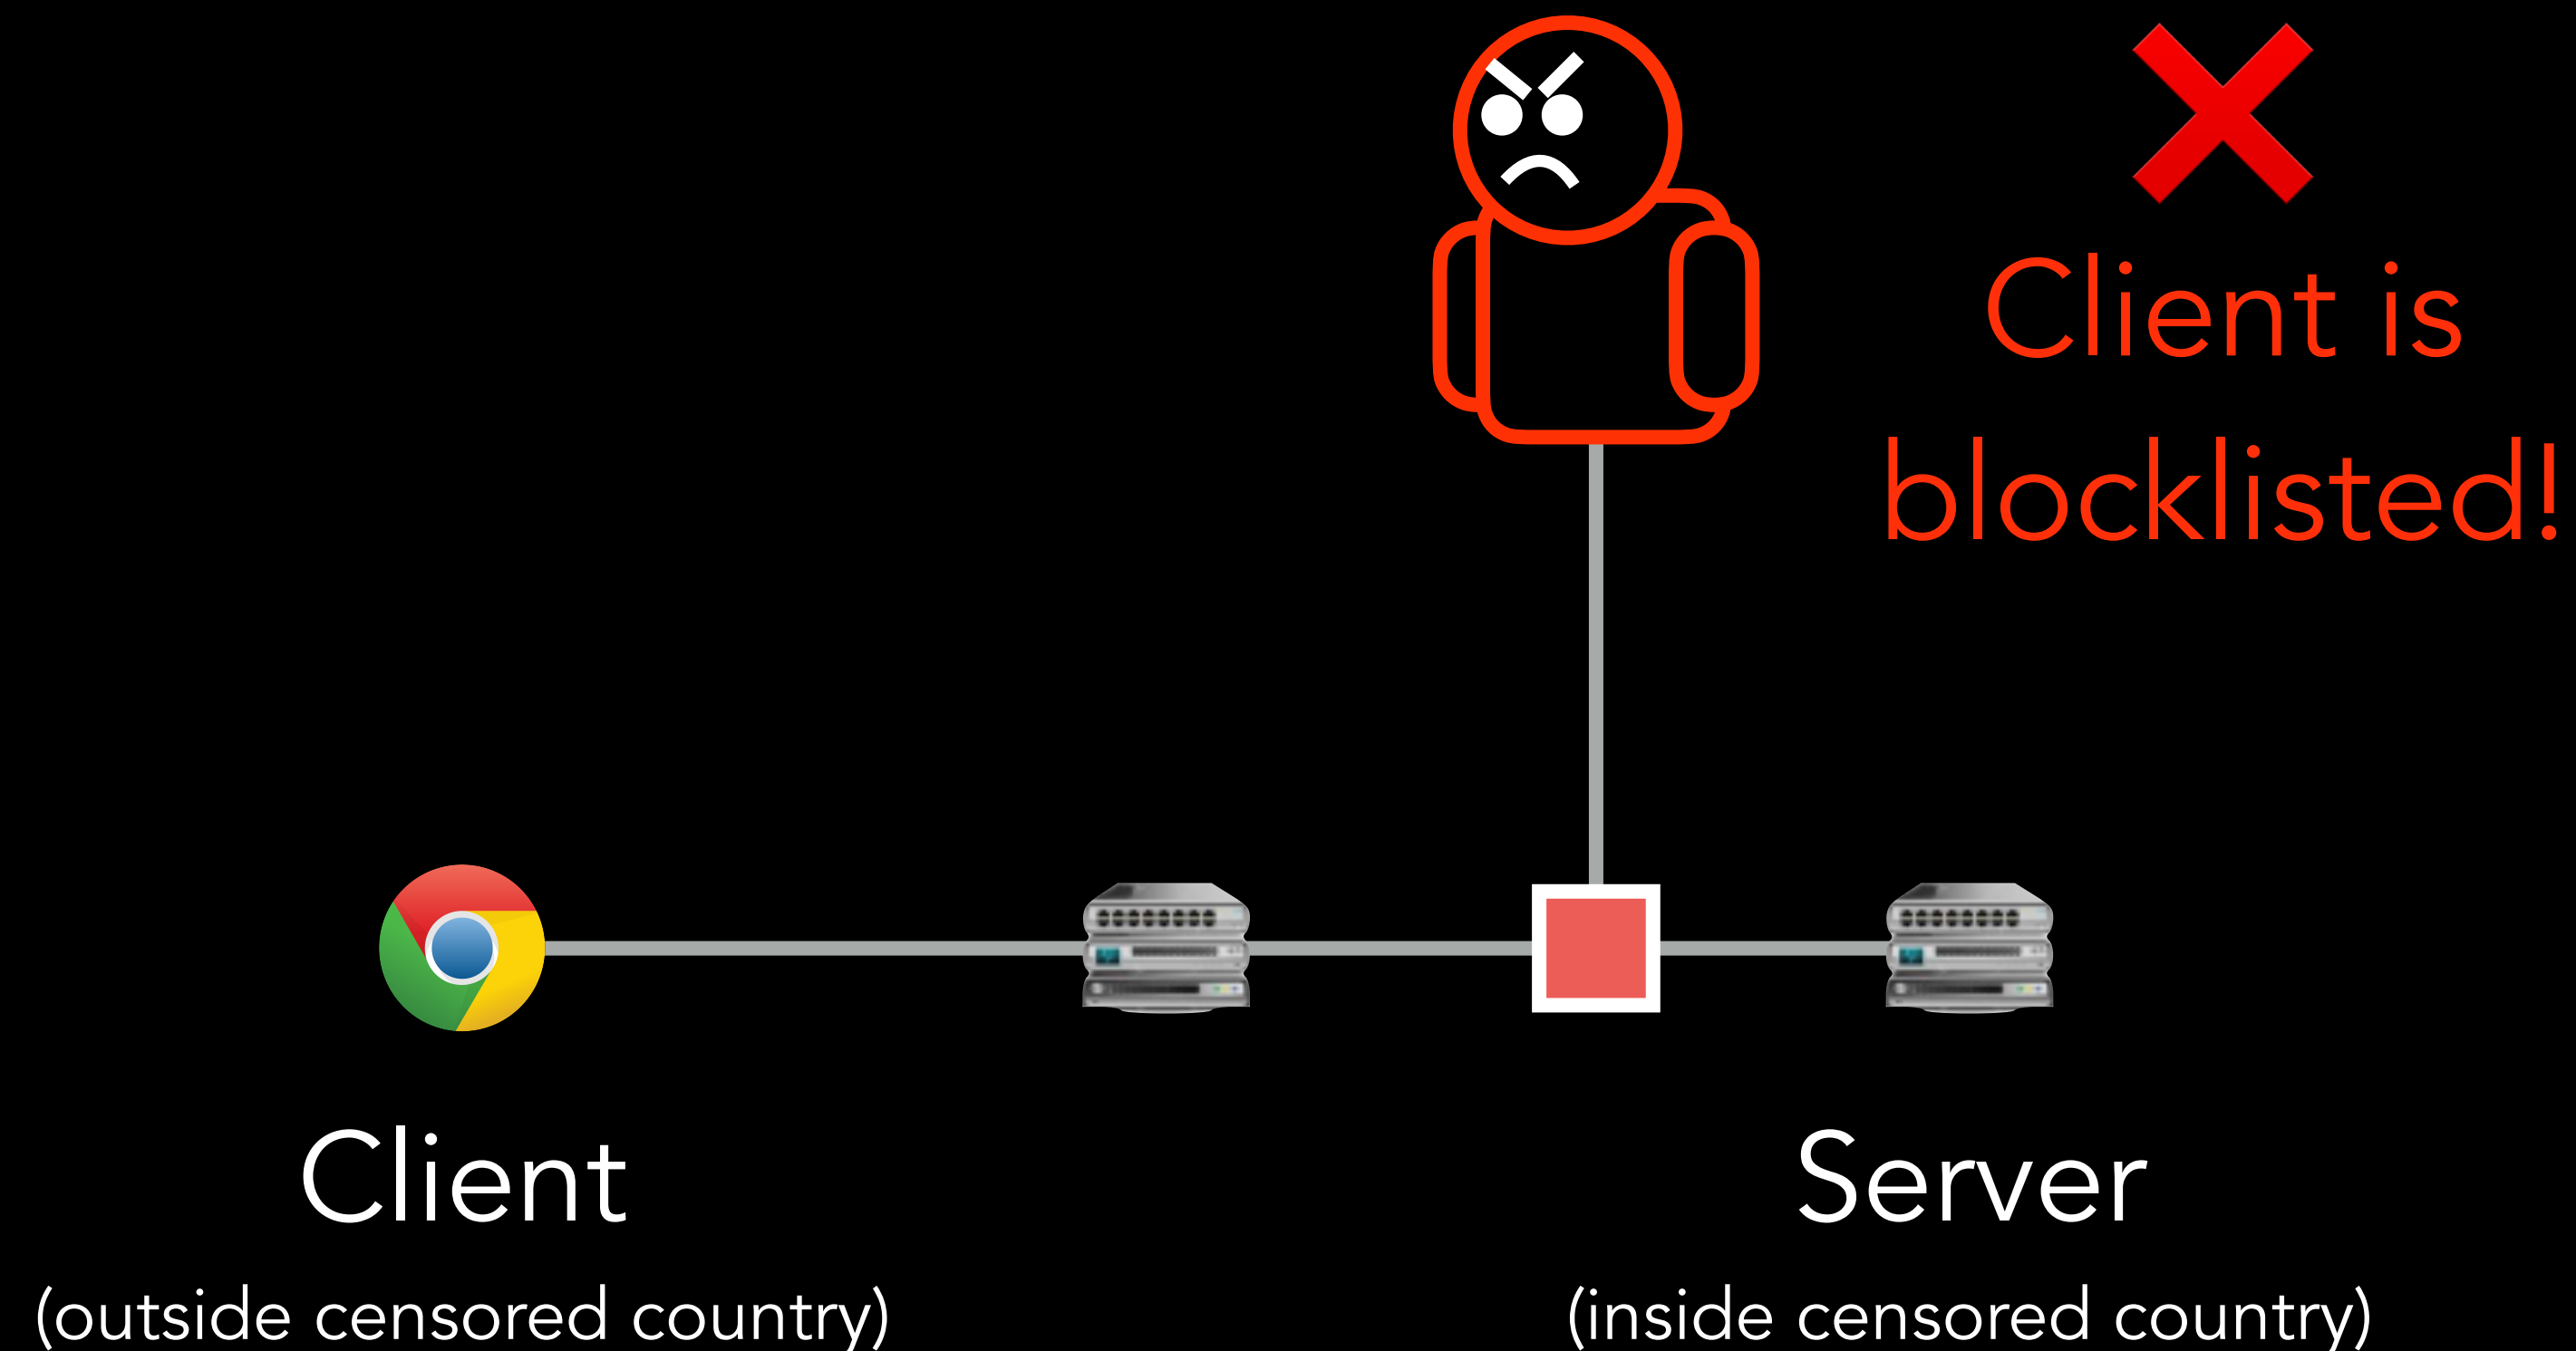 Client is
blocklisted!
Client
Server
(outside censored country)
(inside censored country)